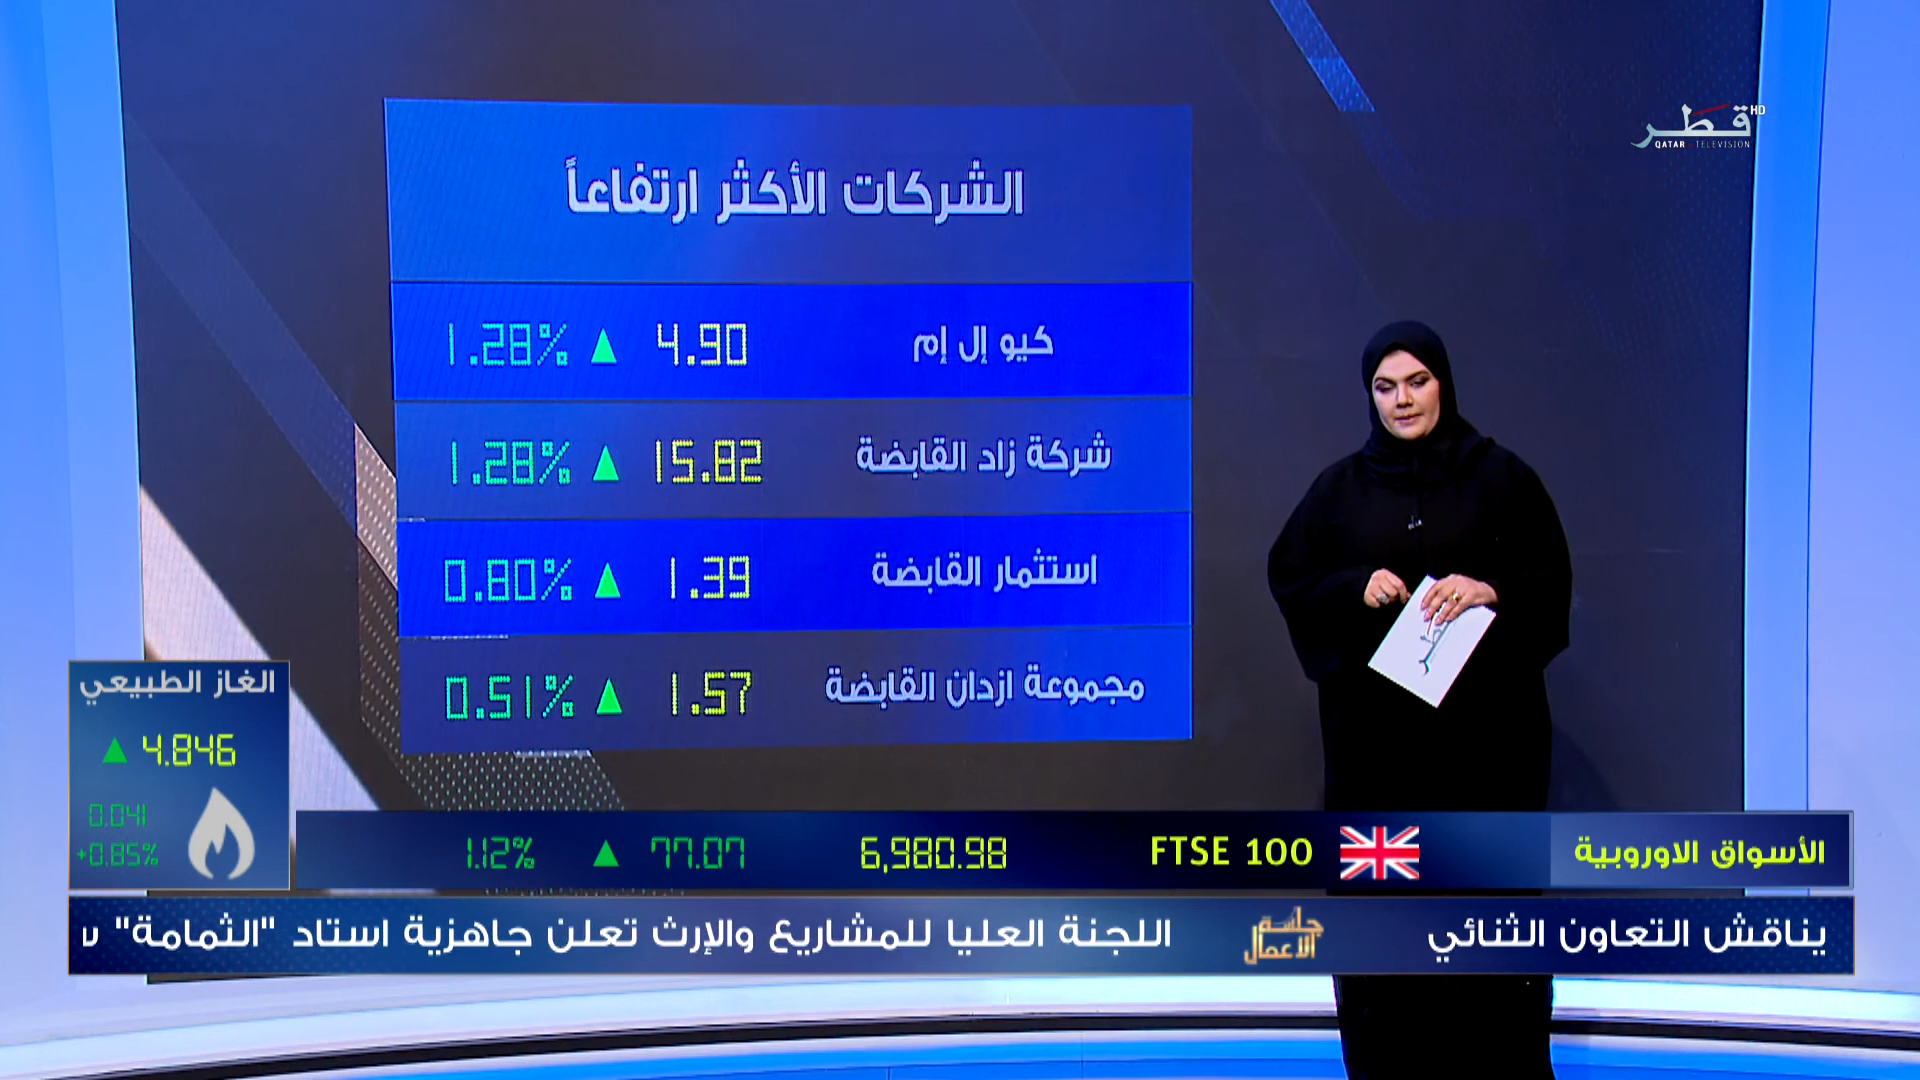 قطر HD
QATAR TELEVISION
الشركات الأكثر ارتفاعاً
كيو إل إم 4.90 ▲ 1.28%
شركة زاد القابضة 15.82 ▲ 1.28%
استثمار القابضة 1.39 ▲ 0.80%
مجموعة ازدان القابضة 1.57 ▲ 0.51%
الغاز الطبيعي
4.846 ▲
0.041
+0.85%
الأسواق الاوروبية FTSE 100 6,980.98 77.07 ▲ 1.12%
يناقش التعاون الثنائي جلسة الأعمال اللجنة العليا للمشاريع والإرث تعلن جاهزية استاد "الثمامة"